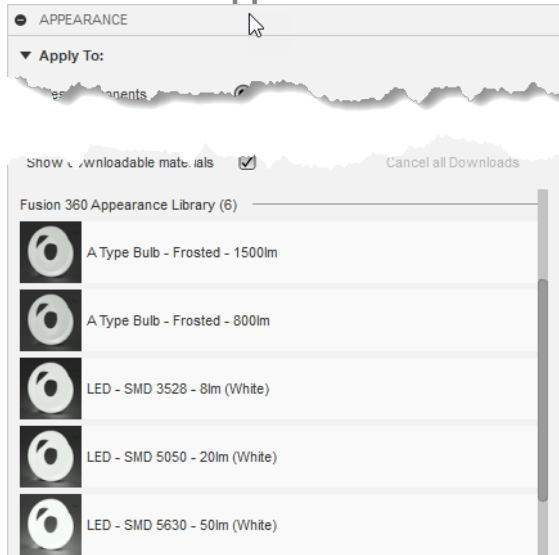 APPEARANCE
Apply To:
Show downloadable materials
Cancel all Downloads
Fusion 360 Appearance Library (6)
A Type Bulb - Frosted - 1500lm
A Type Bulb - Frosted - 800lm
LED - SMD 3528 - 8lm (White)
LED - SMD 5050 - 20lm (White)
LED - SMD 5630 - 50lm (White)